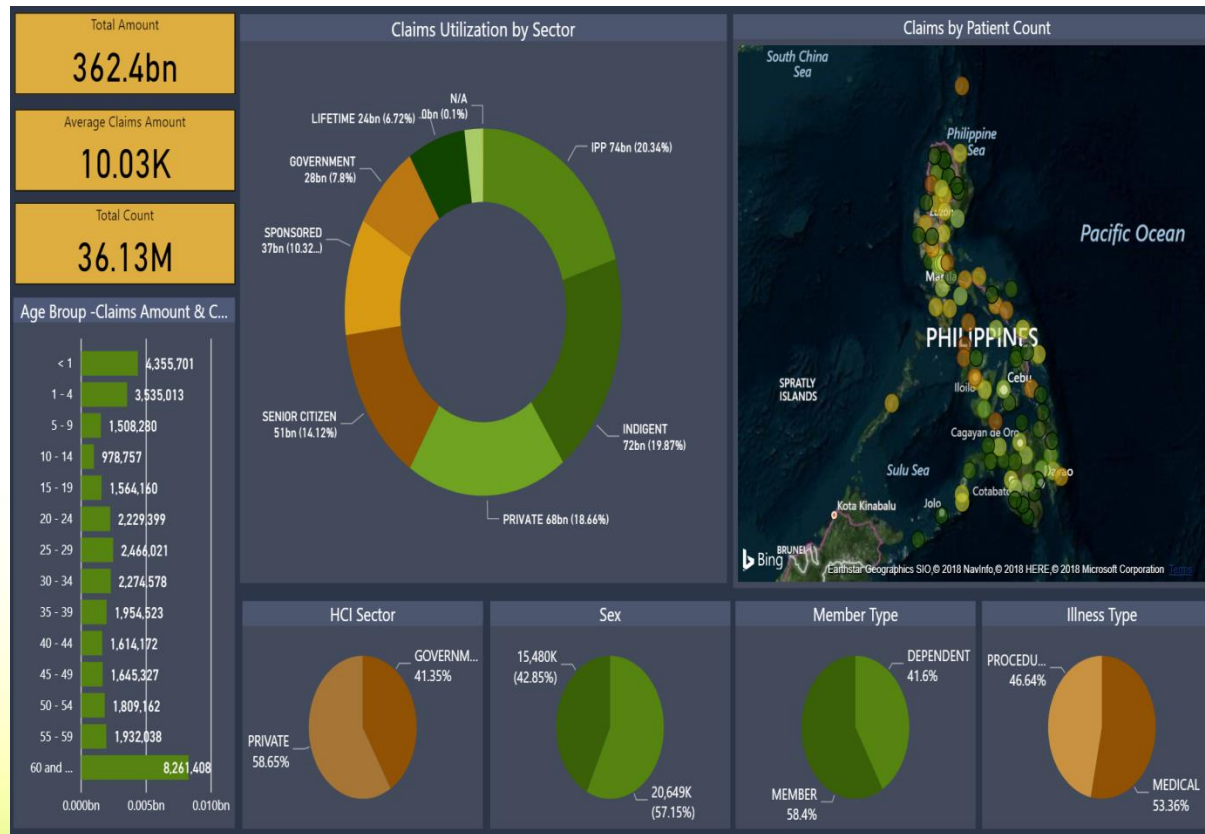 Total Amount
362.4bn
Average Claims Amount
10.03K
Total Count
36.13M
Age Broup -Claims Amount & C...
< 1
4,355,701
1 - 4
3,535,013
5 - 9
1,508,280
10 - 14
978,757
15 - 19
1,564,160
20 - 24
2,229,399
25 - 29
2,466,021
30 - 34
2,274,578
35 - 39
1,954,523
40 - 44
1,614,172
45 - 49
1,645,327
50 - 54
1,809,162
55 - 59
1,932,038
60 and ...
8,261,408
0.000bn 0.005bn 0.010bn
Claims Utilization by Sector
N/A
0bn (0.1%)
LIFETIME 24bn (6.72%)
IPP 74bn (20.34%)
GOVERNMENT
28bn (7.8%)
SPONSORED
37bn (10.32...)
SENIOR CITIZEN
51bn (14.12%)
INDIGENT
72bn (19.87%)
PRIVATE 68bn (18.66%)
Claims by Patient Count
South China
Sea
Philippine
Sea
Luzon
Pacific Ocean
Manila
PHILIPPINES
SPRATLY
ISLANDS
Iloilo
Cebu
Cagayan de Oro
Sulu Sea
Davao
Cotabato
Jolo
Kota Kinabalu
BRUNEI
Bing
Earthstar Geographics SIO,© 2018 NavInfo,© 2018 HERE,© 2018 Microsoft Corporation Terms
HCI Sector
GOVERNM...
41.35%
PRIVATE
58.65%
Sex
15,480K
(42.85%)
20,649K
(57.15%)
Member Type
DEPENDENT
41.6%
MEMBER
58.4%
Illness Type
PROCEDU...
46.64%
MEDICAL
53.36%